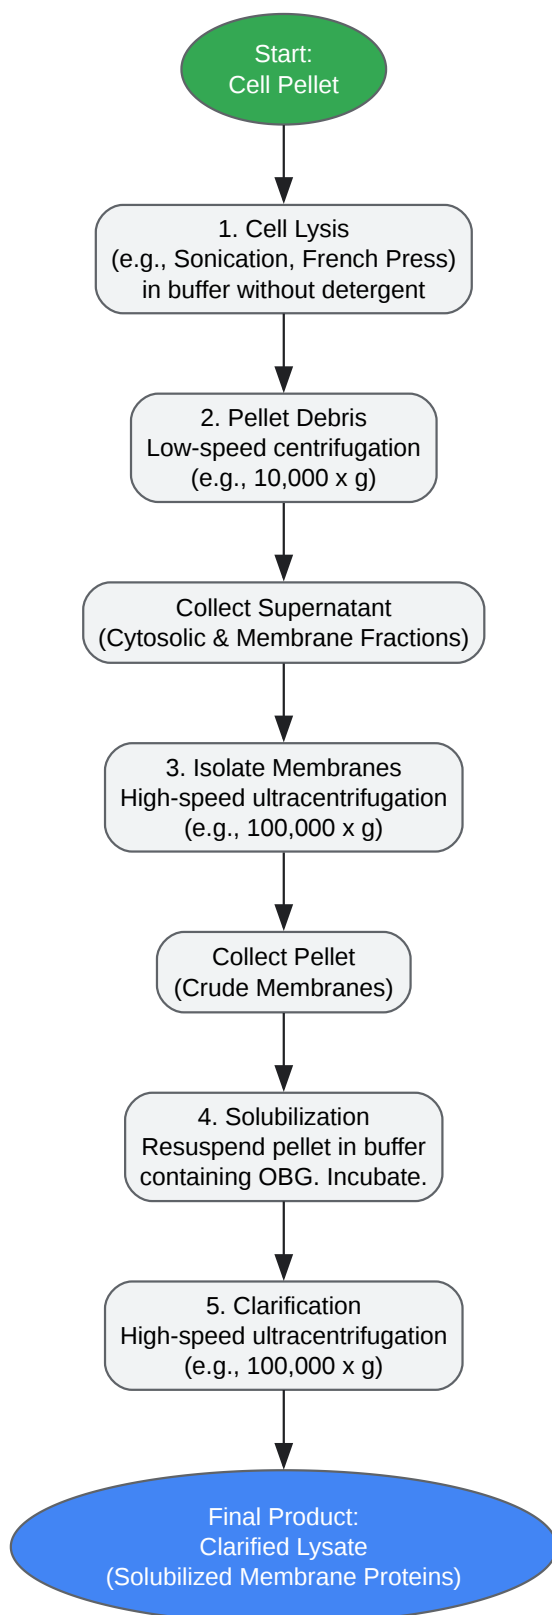 Start:
Cell Pellet
1. Cell Lysis
(e.g., Sonication, French Press)
in buffer without detergent
2. Pellet Debris
Low-speed centrifugation
(e.g., 10,000 x g)
Collect Supernatant
(Cytosolic & Membrane Fractions)
3. Isolate Membranes
High-speed ultracentrifugation
(e.g., 100,000 x g)
Collect Pellet
(Crude Membranes)
4. Solubilization
Resuspend pellet in buffer
containing OBG. Incubate.
5. Clarification
High-speed ultracentrifugation
(e.g., 100,000 x g)
Final Product:
Clarified Lysate
(Solubilized Membrane Proteins)